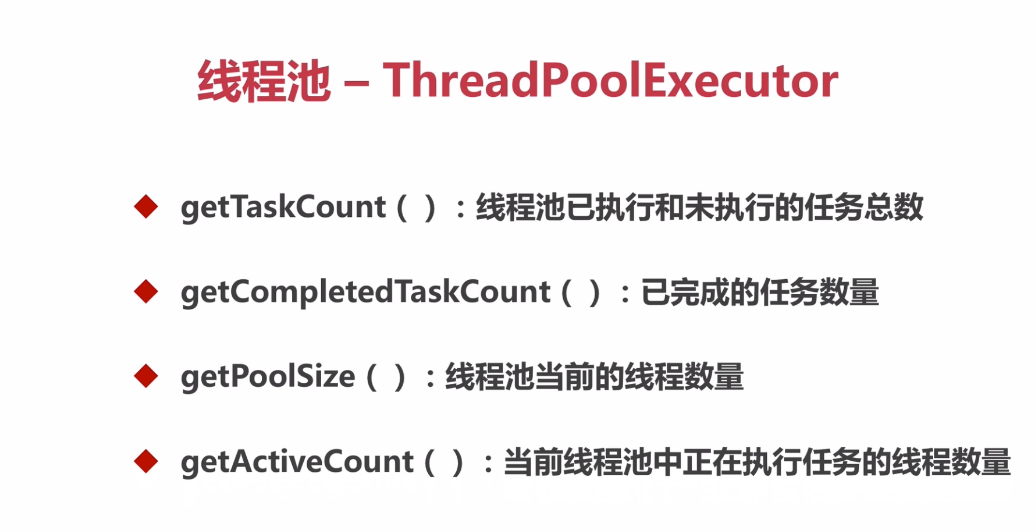 线程池 – ThreadPoolExecutor
getTaskCount（）：线程池已执行和未执行的任务总数
getCompletedTaskCount（）：已完成的任务数量
getPoolSize（）：线程池当前的线程数量
getActiveCount（）：当前线程池中正在执行任务的线程数量